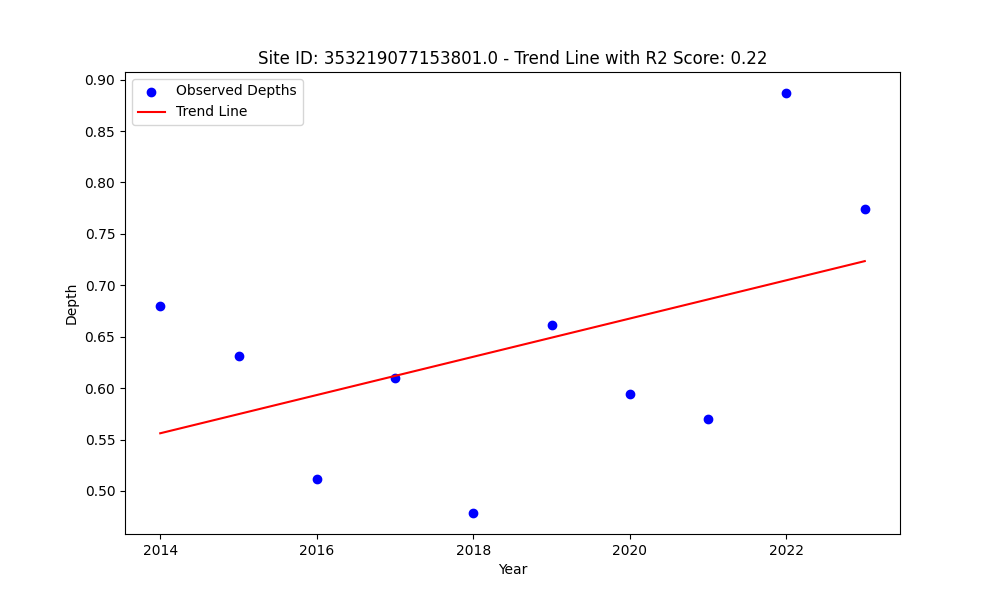 Site ID: 353219077153801.0 - Trend Line with R2 Score: 0.22
Observed Depths
Trend Line
0.90
0.85
0.80
0.75
0.70
0.65
0.60
0.55
0.50
Depth
2014
2016
2018
2020
2022
Year